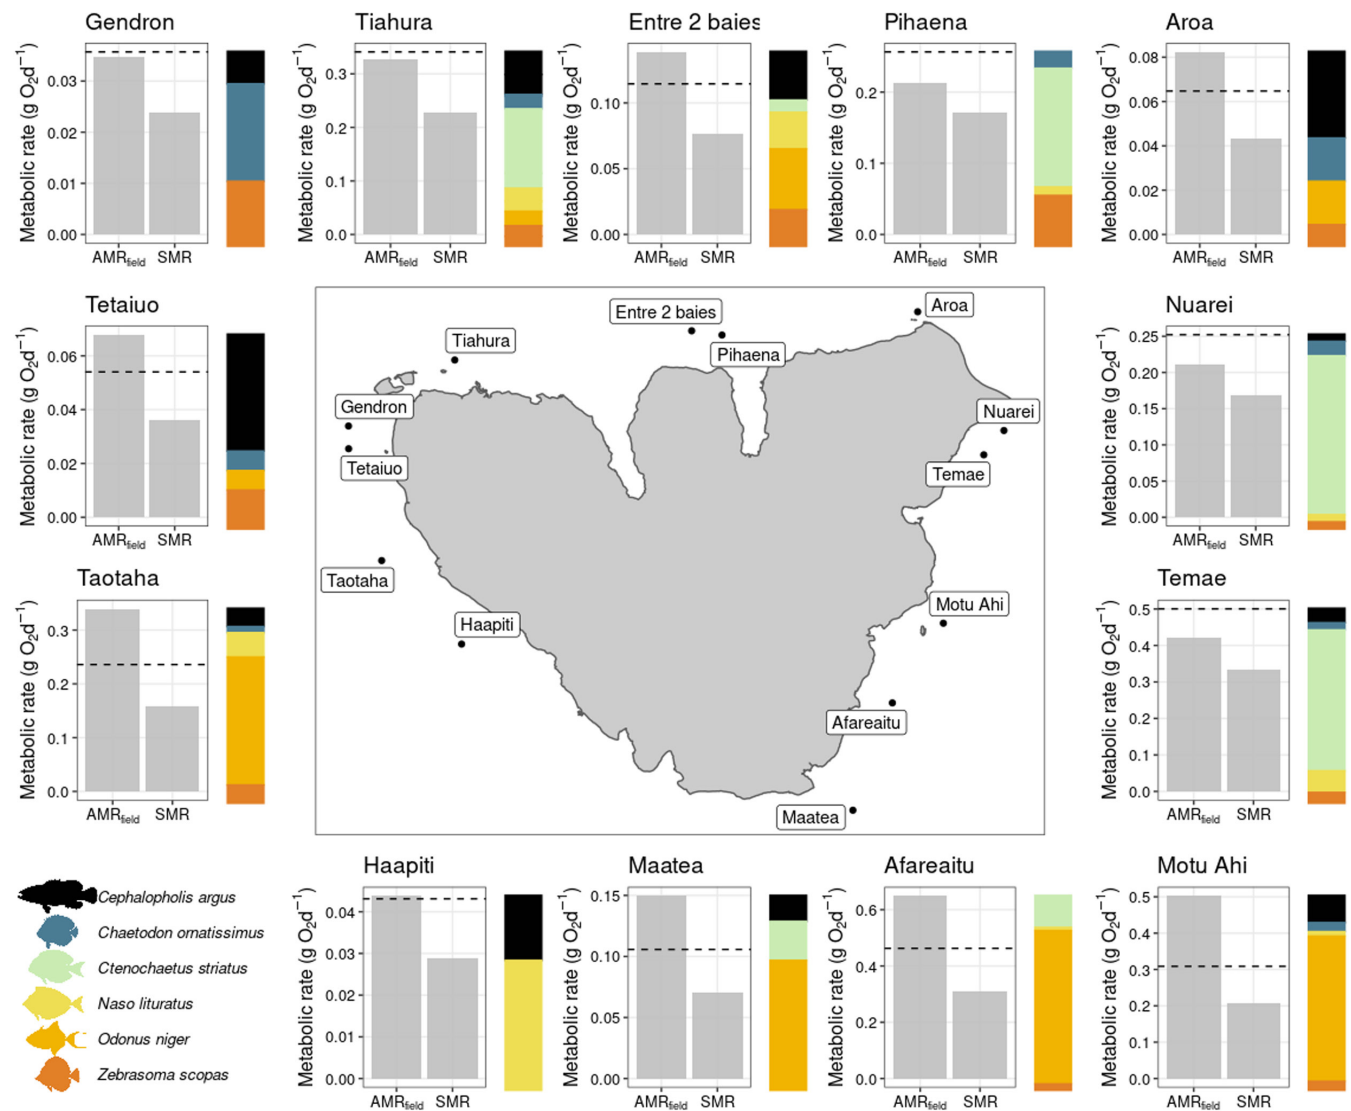 Gendron
Metabolic rate (g O₂d⁻¹)
0.03
0.02
0.01
0.00
AMRfield SMR
Tiahura
Metabolic rate (g O₂d⁻¹)
0.3
0.2
0.1
0.0
AMRfield SMR
Entre 2 baies
Metabolic rate (g O₂d⁻¹)
0.10
0.05
0.00
AMRfield SMR
Pihaena
Metabolic rate (g O₂d⁻¹)
0.2
0.1
0.0
AMRfield SMR
Aroa
Metabolic rate (g O₂d⁻¹)
0.08
0.06
0.04
0.02
0.00
AMRfield SMR
Tetaiuo
Metabolic rate (g O₂d⁻¹)
0.06
0.04
0.02
0.00
AMRfield SMR
Entre 2 baies
Aroa
Tiahura
Pihaena
Gendron
Nuarei
Tetaiuo
Temae
Taotaha
Motu Ahi
Haapiti
Afareaitu
Maatea
Nuarei
Metabolic rate (g O₂d⁻¹)
0.25
0.20
0.15
0.10
0.05
0.00
AMRfield SMR
Taotaha
Metabolic rate (g O₂d⁻¹)
0.3
0.2
0.1
0.0
AMRfield SMR
Temae
Metabolic rate (g O₂d⁻¹)
0.5
0.4
0.3
0.2
0.1
0.0
AMRfield SMR
Cephalopholis argus
Chaetodon ornatissimus
Ctenochaetus striatus
Naso lituratus
Odonus niger
Zebrasoma scopas
Haapiti
Metabolic rate (g O₂d⁻¹)
0.04
0.03
0.02
0.01
0.00
AMRfield SMR
Maatea
Metabolic rate (g O₂d⁻¹)
0.15
0.10
0.05
0.00
AMRfield SMR
Afareaitu
Metabolic rate (g O₂d⁻¹)
0.6
0.4
0.2
0.0
AMRfield SMR
Motu Ahi
Metabolic rate (g O₂d⁻¹)
0.5
0.4
0.3
0.2
0.1
0.0
AMRfield SMR